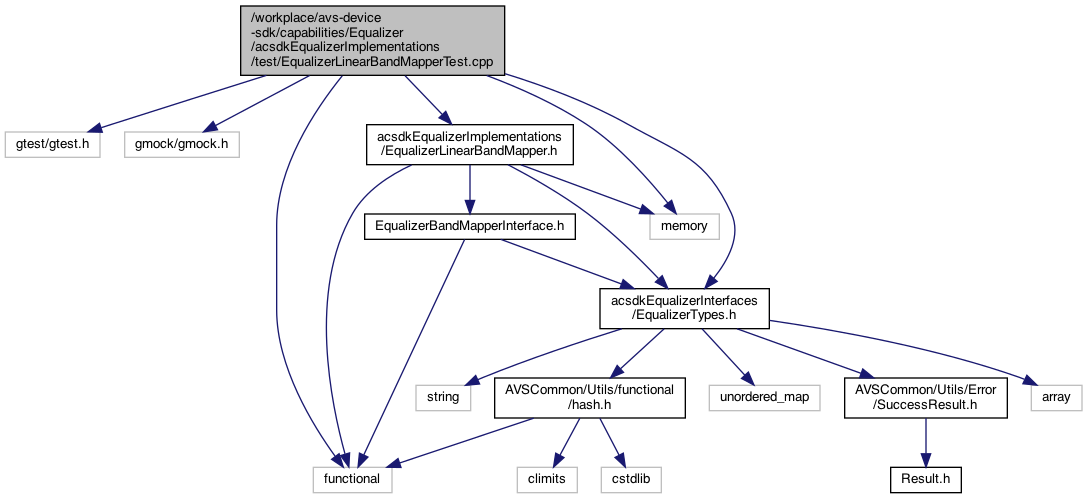 /workplace/avs-device
-sdk/capabilities/Equalizer
/acsdkEqualizerImplementations
/test/EqualizerLinearBandMapperTest.cpp
gtest/gtest.h
gmock/gmock.h
acsdkEqualizerImplementations
/EqualizerLinearBandMapper.h
EqualizerBandMapperInterface.h
memory
acsdkEqualizerInterfaces
/EqualizerTypes.h
string
AVSCommon/Utils/functional
/hash.h
unordered_map
AVSCommon/Utils/Error
/SuccessResult.h
array
functional
climits
cstdlib
Result.h